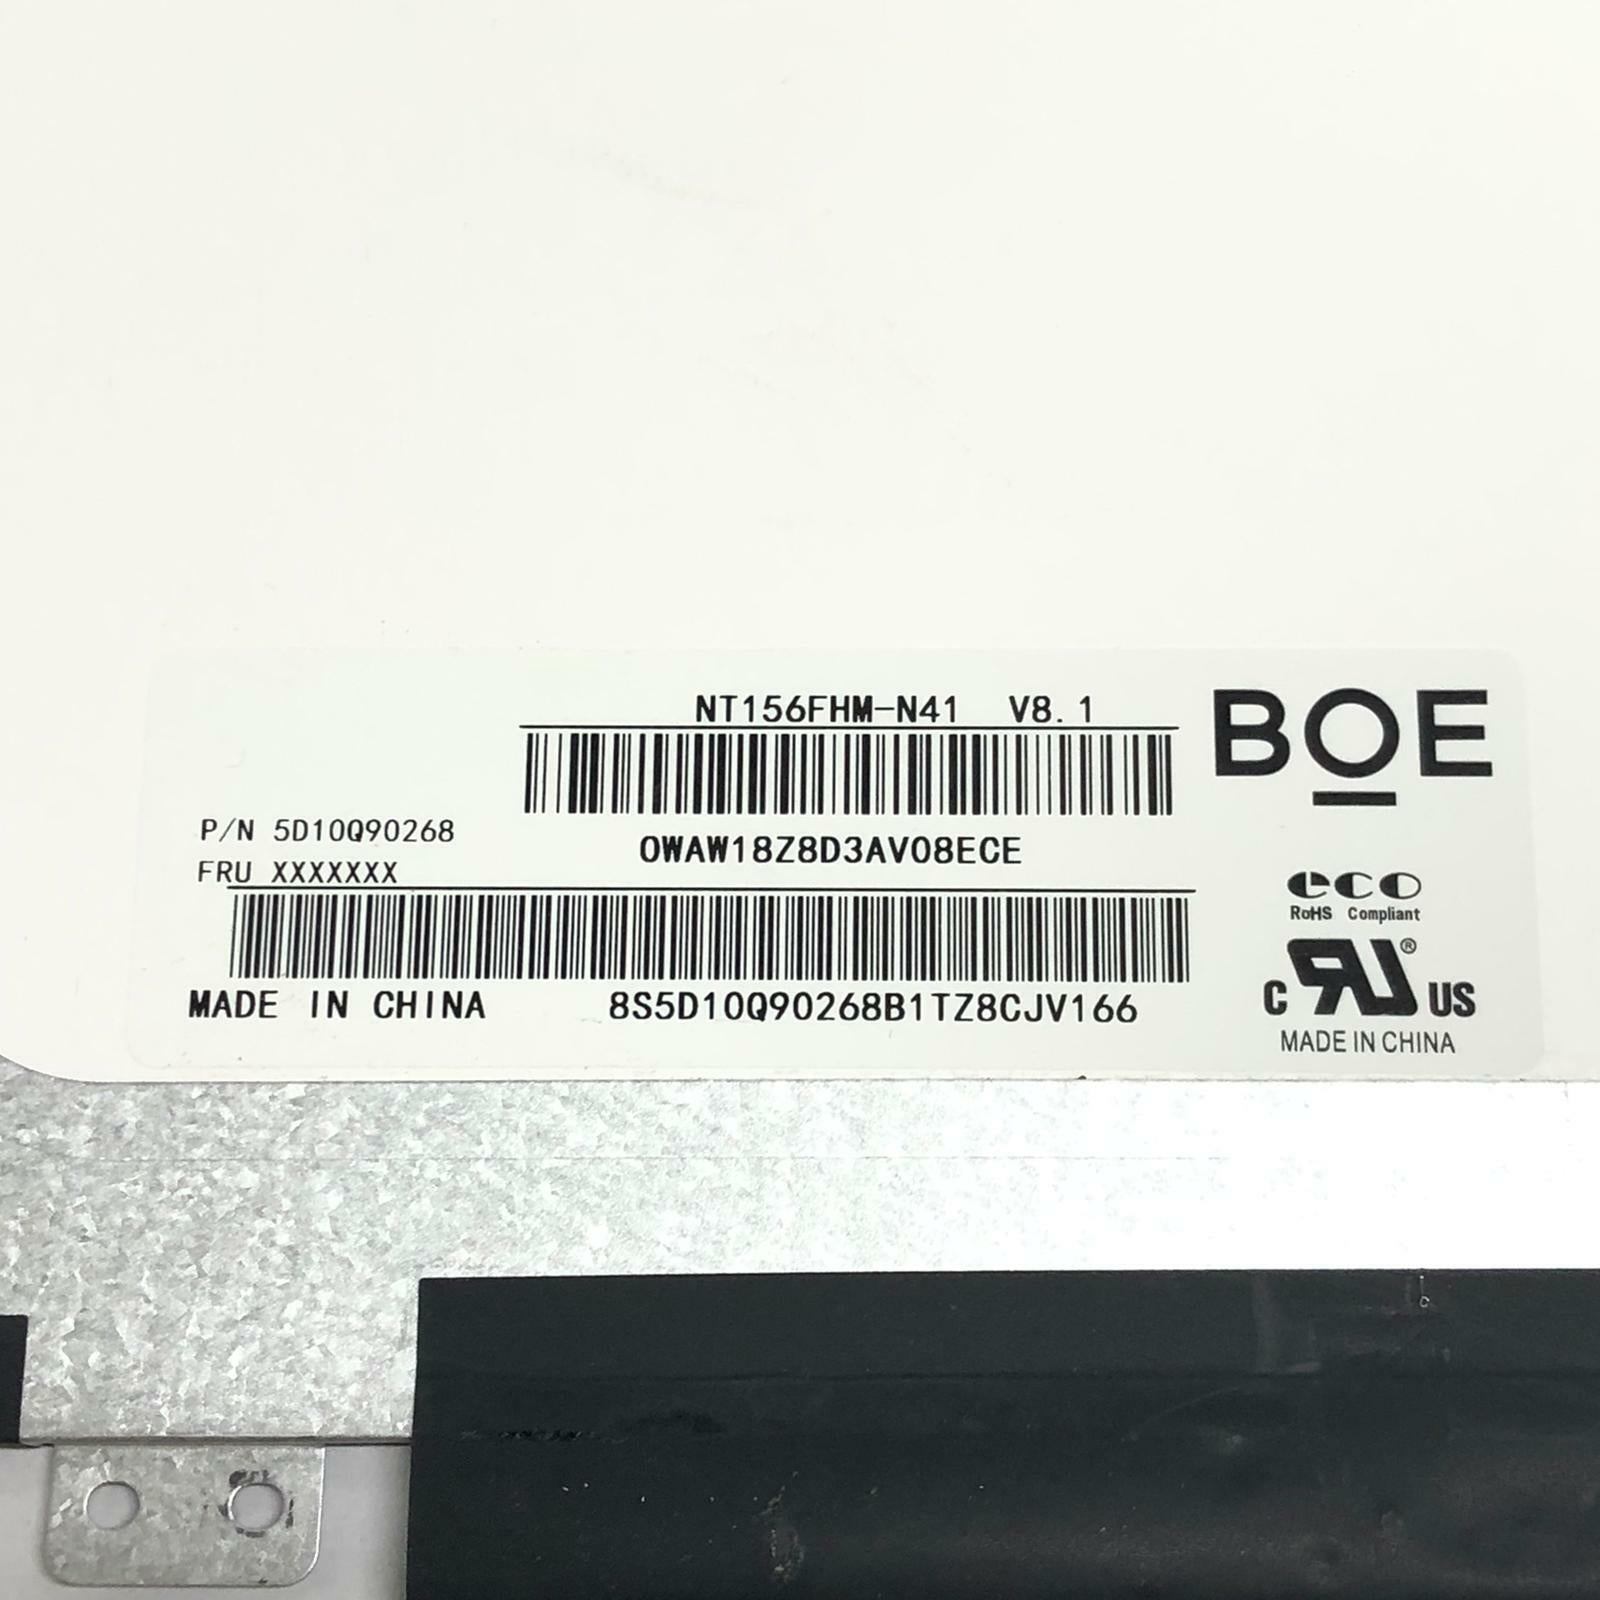 NT156FHM-N41 V8.1
BOE
P/N 5D10Q90268
0WAW18Z8D3AV08ECE
FRU XXXXXXX
eco
RoHS Compliant
MADE IN CHINA
8S5D10Q90268B1TZ8CJV166
C RU ® US
MADE IN CHINA